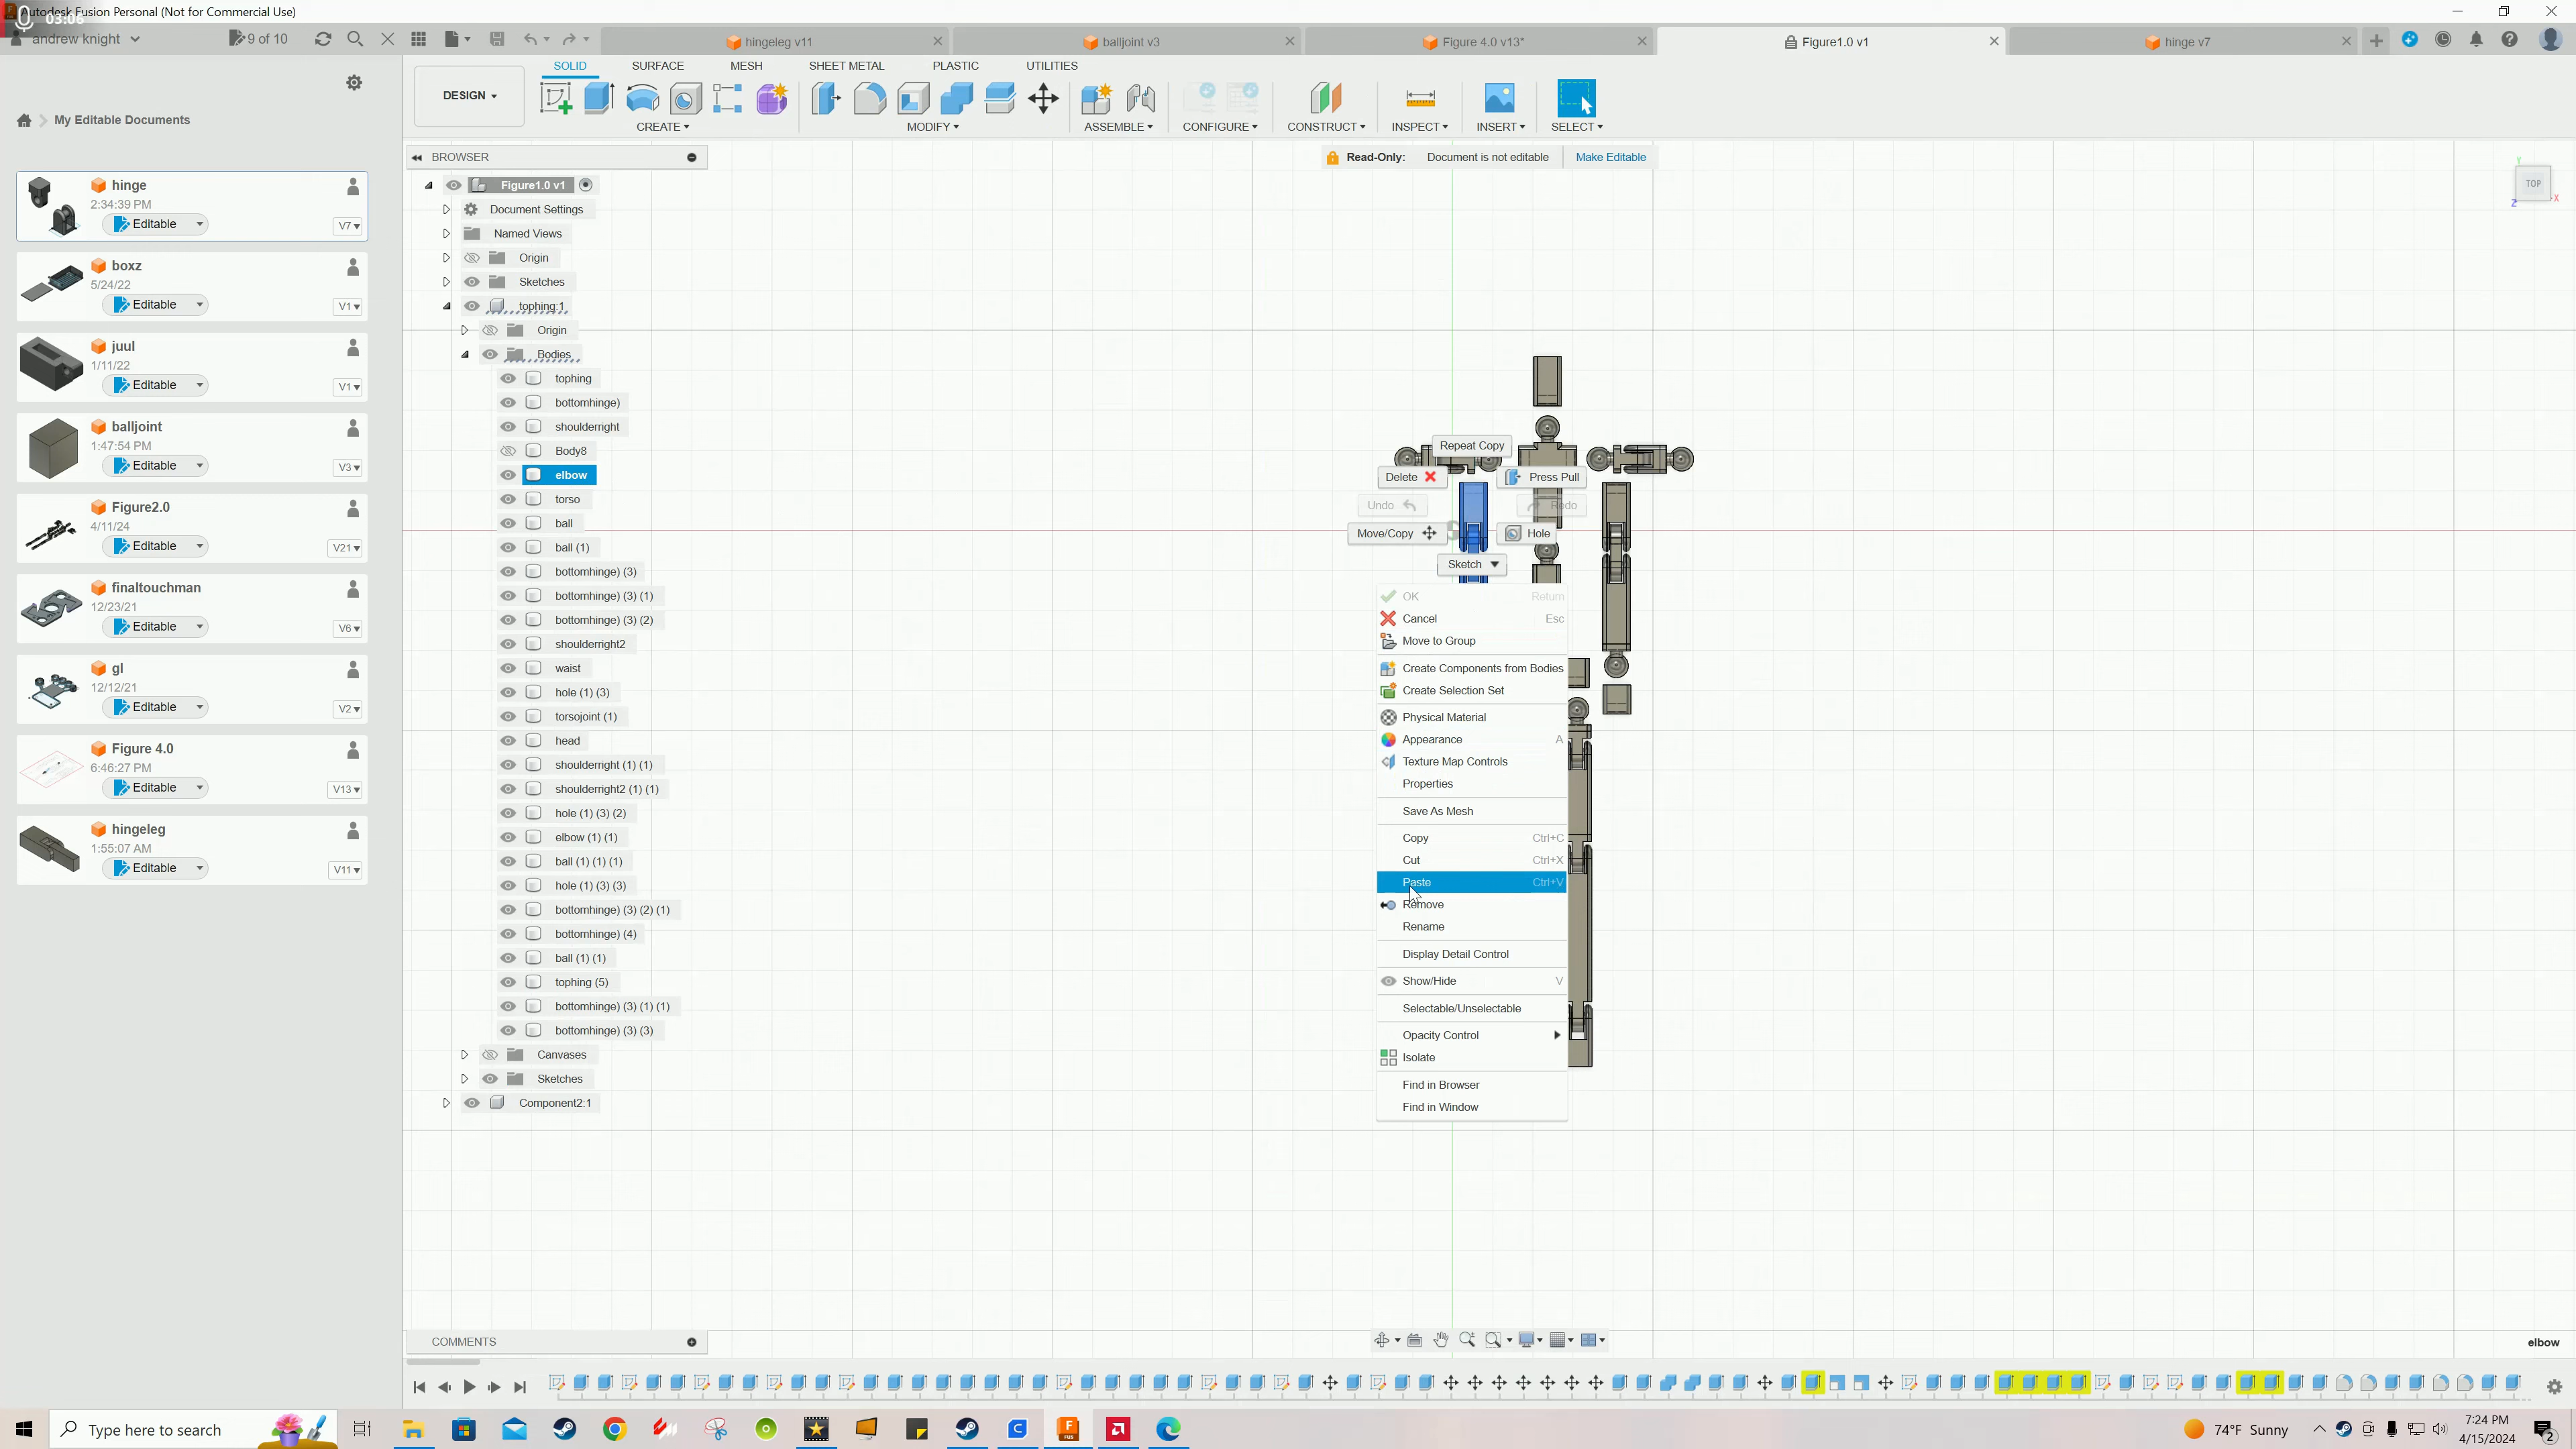 03:06
Autodesk Fusion Personal (Not for Commercial Use)
andrew knight
9 of 10
hingeleg v11
balljoint v3
Figure 4.0 v13*
Figure1.0 v1
hinge v7
SOLID SURFACE MESH SHEET METAL PLASTIC UTILITIES
DESIGN
CREATE MODIFY ASSEMBLE CONFIGURE CONSTRUCT INSPECT INSERT SELECT
My Editable Documents
hinge
2:34:39 PM
Editable V7
boxz
5/24/22
Editable V1
juul
1/11/22
Editable V1
balljoint
1:47:54 PM
Editable V3
Figure2.0
4/11/24
Editable V21
finaltouchman
12/23/21
Editable V6
gl
12/12/21
Editable V2
Figure 4.0
6:46:27 PM
Editable V13
hingeleg
1:55:07 AM
Editable V11
BROWSER
Figure1.0 v1
Document Settings
Named Views
Origin
Sketches
tophing:1
Origin
Bodies
tophing
bottomhinge)
shoulderright
Body8
elbow
torso
ball
ball (1)
bottomhinge) (3)
bottomhinge) (3) (1)
bottomhinge) (3) (2)
shoulderright2
waist
hole (1) (3)
torsojoint (1)
head
shoulderright (1) (1)
shoulderright2 (1) (1)
hole (1) (3) (2)
elbow (1) (1)
ball (1) (1) (1)
hole (1) (3) (3)
bottomhinge) (3) (2) (1)
bottomhinge) (4)
ball (1) (1)
tophing (5)
bottomhinge) (3) (1) (1)
bottomhinge) (3) (3)
Canvases
Sketches
Component2:1
COMMENTS
Read-Only: Document is not editable Make Editable
TOP
Y
X
Z
Repeat Copy
Delete Press Pull
Undo Redo
Move/Copy Hole
Sketch
OK Return
Cancel Esc
Move to Group
Create Components from Bodies
Create Selection Set
Physical Material
Appearance A
Texture Map Controls
Properties
Save As Mesh
Copy Ctrl+C
Cut Ctrl+X
Paste Ctrl+V
Remove
Rename
Display Detail Control
Show/Hide V
Selectable/Unselectable
Opacity Control
Isolate
Find in Browser
Find in Window
elbow
Type here to search
74°F Sunny
7:24 PM
4/15/2024
2